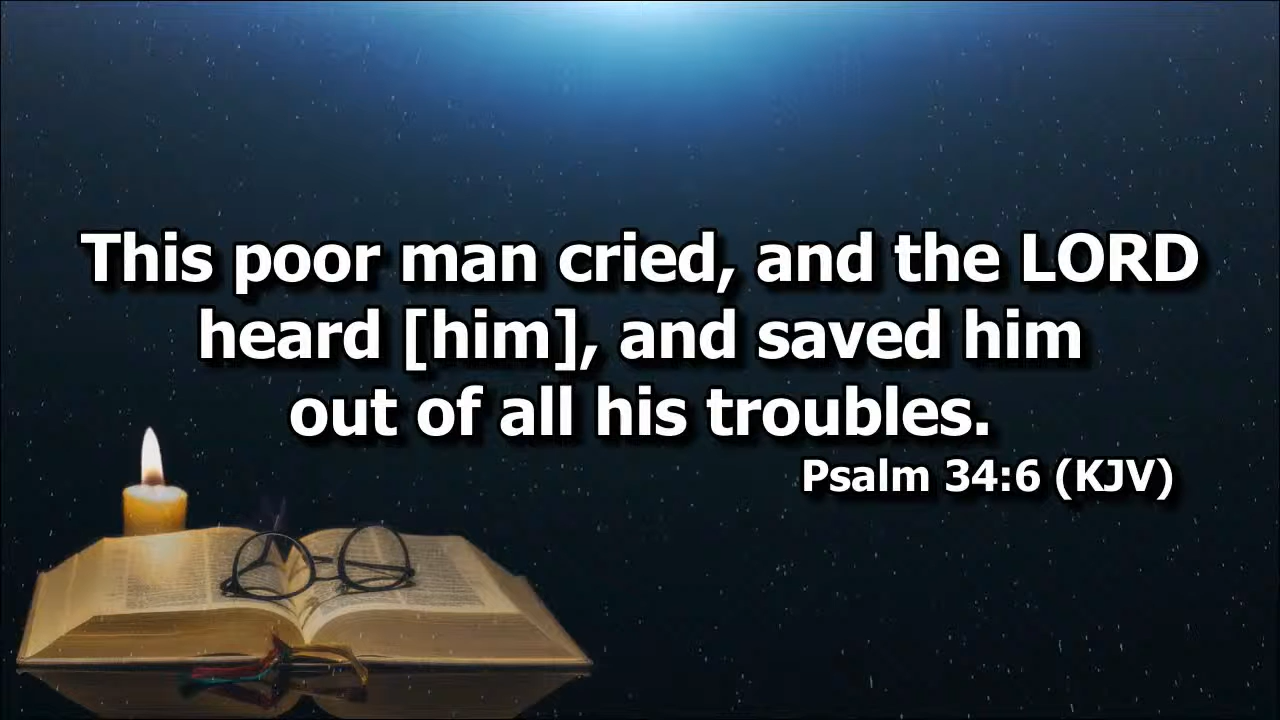 This poor man cried, and the LORD
heard [him], and saved him
out of all his troubles.
Psalm 34:6 (KJV)